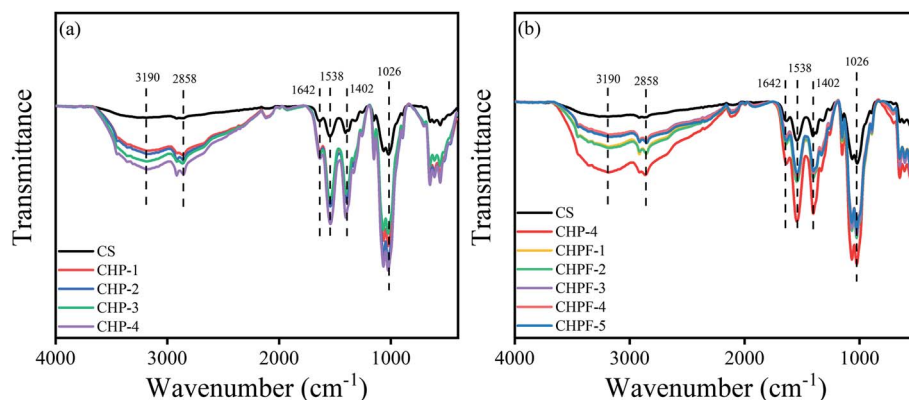 (a)
3190
2858
1642
1538
1402
1026
Transmittance
CS
CHP-1
CHP-2
CHP-3
CHP-4
4000
3000
2000
1000
Wavenumber (cm⁻¹)
(b)
3190
2858
1642
1538
1402
1026
Transmittance
CS
CHP-4
CHPF-1
CHPF-2
CHPF-3
CHPF-4
CHPF-5
4000
3000
2000
1000
Wavenumber (cm⁻¹)